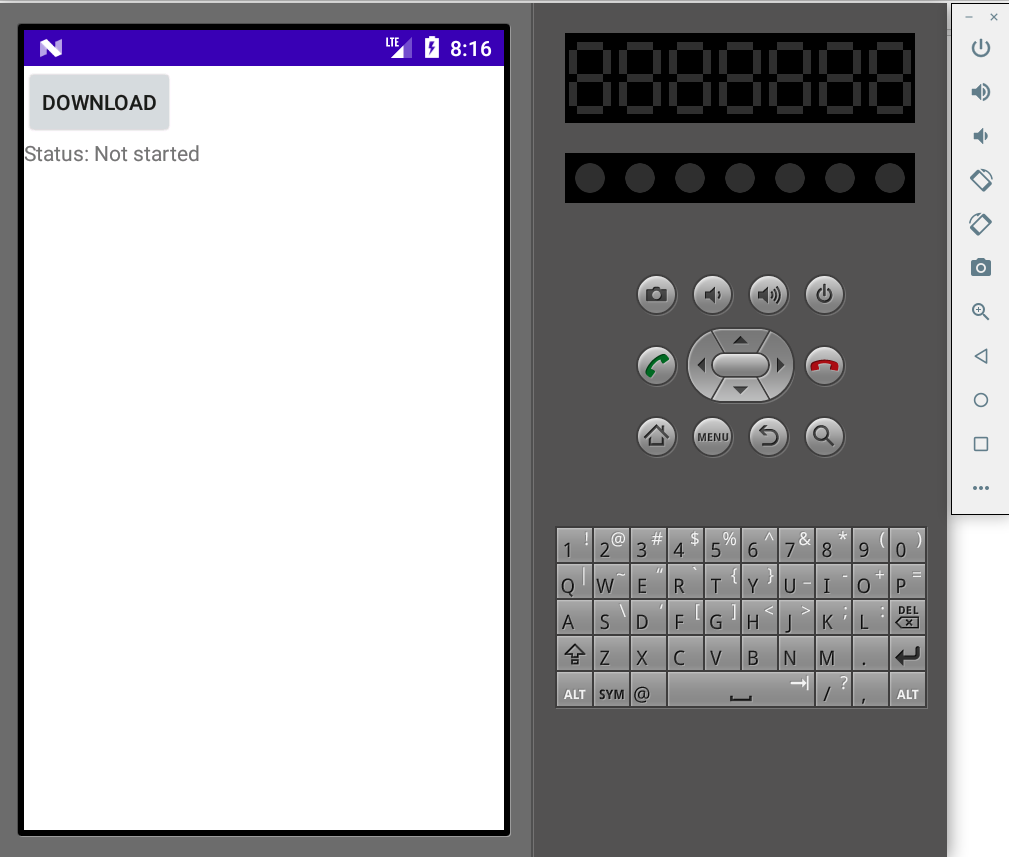 LTE 8:16
DOWNLOAD
Status: Not started
MENU
1 ! 2 @ 3 # 4 $ 5 % 6 ^ 7 & 8 * 9 ( 0 )
Q | W ~ E “ R ` T { Y } U _ I - O + P =
A S \ D ‘ F [ G ] H < J > K ; L : DEL
Z X C V B N M .
ALT SYM @ / ? , ALT